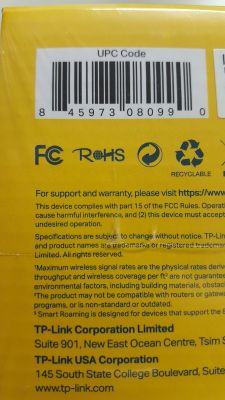 UPC Code
8 45973 08099 0
FC RoHS
RECYCLABLE
For support and warranty, please visit https://www
This device complies with part 15 of the FCC Rules. Operat
cause harmful interference, and (2) this device must accept
undesired operation.
Specifications are subject to change without notice. TP-Link
and product names are trademarks or registered trademark
Limited. All rights reserved.
¹Maximum wireless signal rates are the physical rates deriv
throughput and wireless coverage per ft² are not guarantee
environmental factors, including building materials, obstac
‡The product may not be compatible with routers or gatewa
programs, or is non-standard or outdated.
§ Smart Roaming is designed for devices that support the 8
TP-Link Corporation Limited
Suite 901, New East Ocean Centre, Tsim S
TP-Link USA Corporation
145 South State College Boulevard, Suite
www.tp-link.com